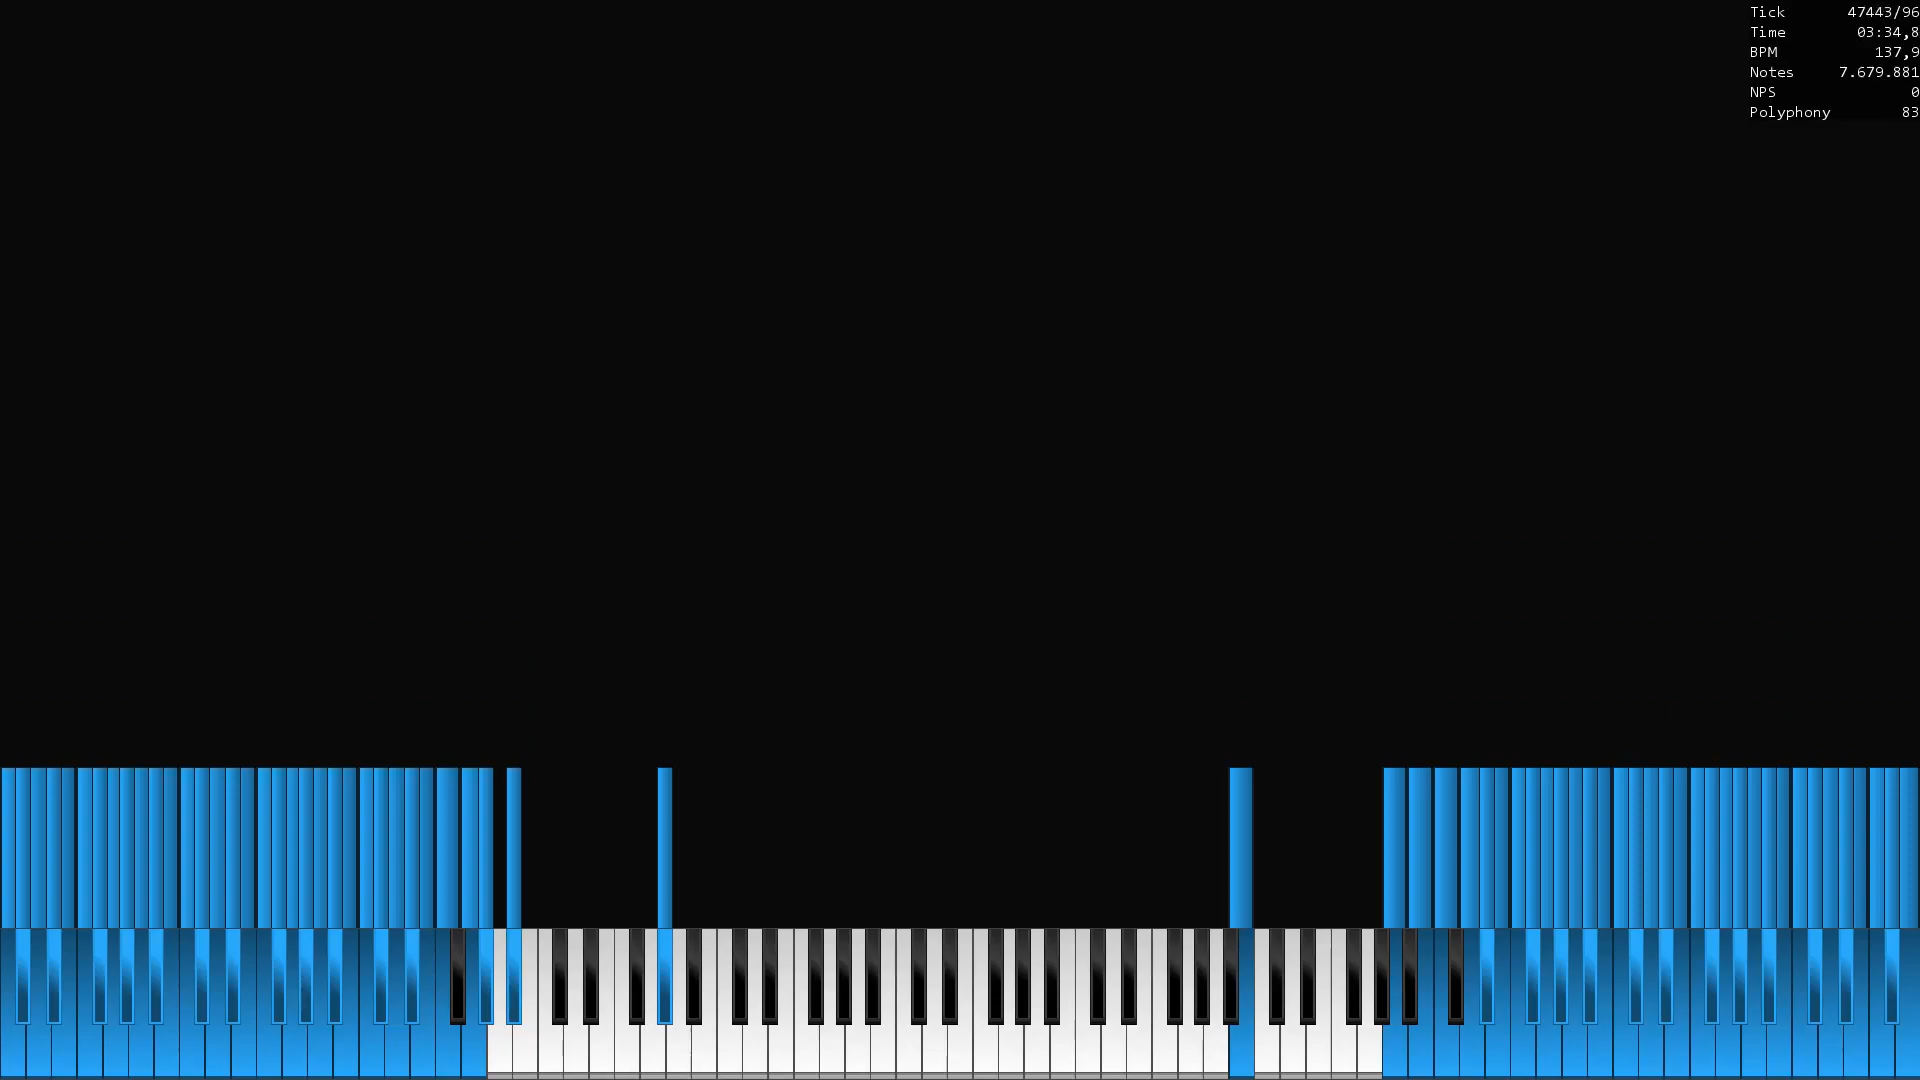 Tick 47443/96
Time 03:34,8
BPM 137,9
Notes 7.679.881
NPS 0
Polyphony 83